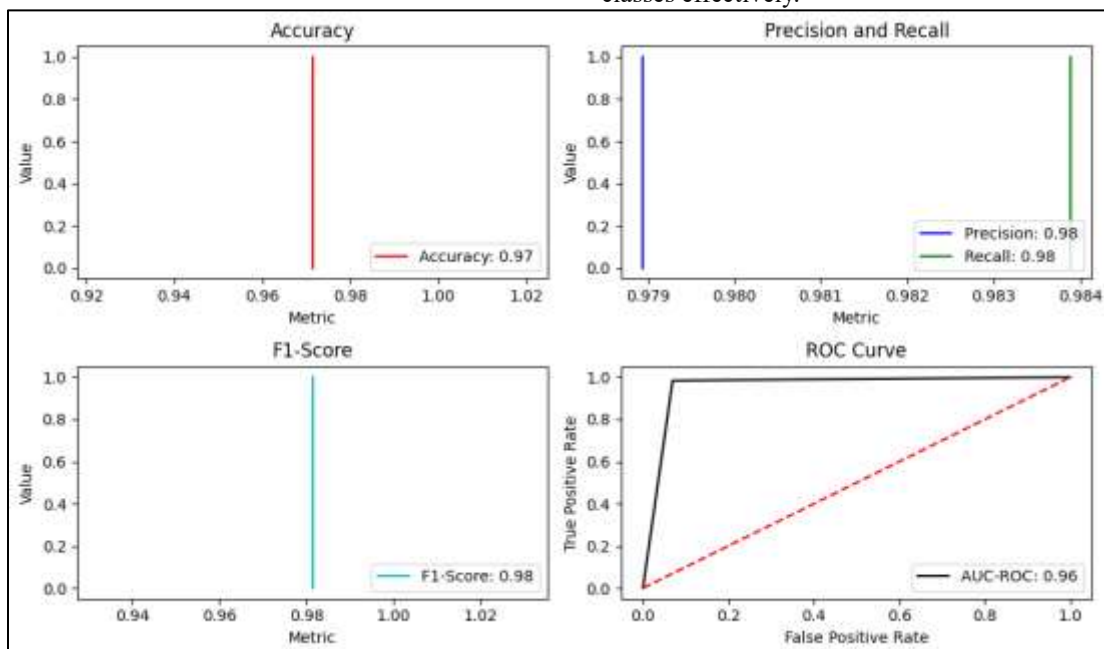 classes effectively.
Accuracy
Value
1.0
0.8
0.6
0.4
0.2
0.0
Accuracy: 0.97
0.92 0.94 0.96 0.98 1.00 1.02
Metric
Precision and Recall
Value
1.0
0.8
0.6
0.4
0.2
0.0
Precision: 0.98
Recall: 0.98
0.979 0.980 0.981 0.982 0.983 0.984
Metric
F1-Score
Value
1.0
0.8
0.6
0.4
0.2
0.0
F1-Score: 0.98
0.94 0.96 0.98 1.00 1.02
Metric
ROC Curve
True Positive Rate
1.0
0.8
0.6
0.4
0.2
0.0
AUC-ROC: 0.96
0.0 0.2 0.4 0.6 0.8 1.0
False Positive Rate